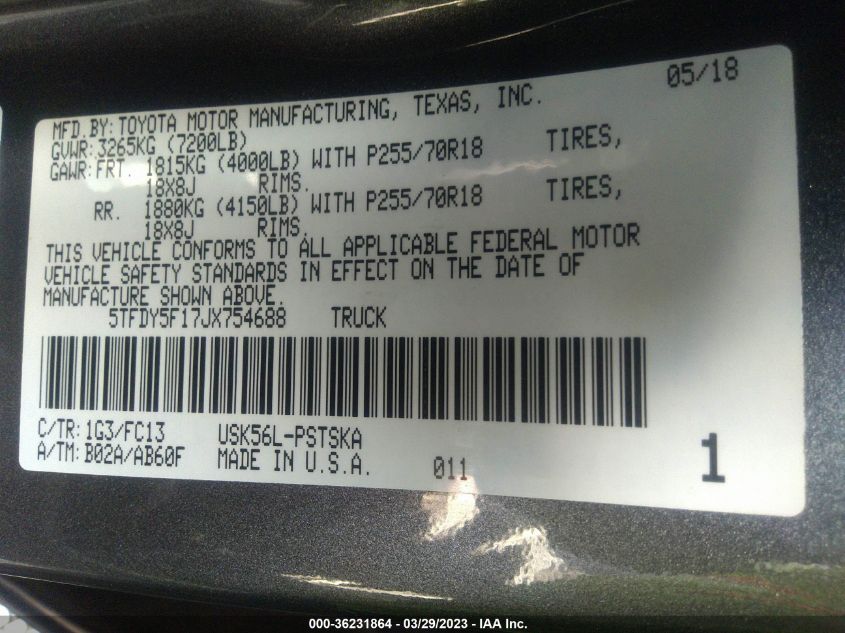 05/18
MFD.BY: TOYOTA MOTOR MANUFACTURING, TEXAS, INC.
GVWR: 3265KG (7200LB)
GAWR: FRT. 1815KG (4000LB) WITH P255/70R18 TIRES,
18X8J RIMS.
RR. 1880KG (4150LB) WITH P255/70R18 TIRES,
18X8J RIMS.
THIS VEHICLE CONFORMS TO ALL APPLICABLE FEDERAL MOTOR
VEHICLE SAFETY STANDARDS IN EFFECT ON THE DATE OF
MANUFACTURE SHOWN ABOVE.
5TFDY5F17JX754688 TRUCK
C/TR: 1G3/FC13 USK56L-PSTSKA
A/TM: B02A/AB60F MADE IN U.S.A. 011 1
000-36231864 - 03/29/2023 - IAA Inc.